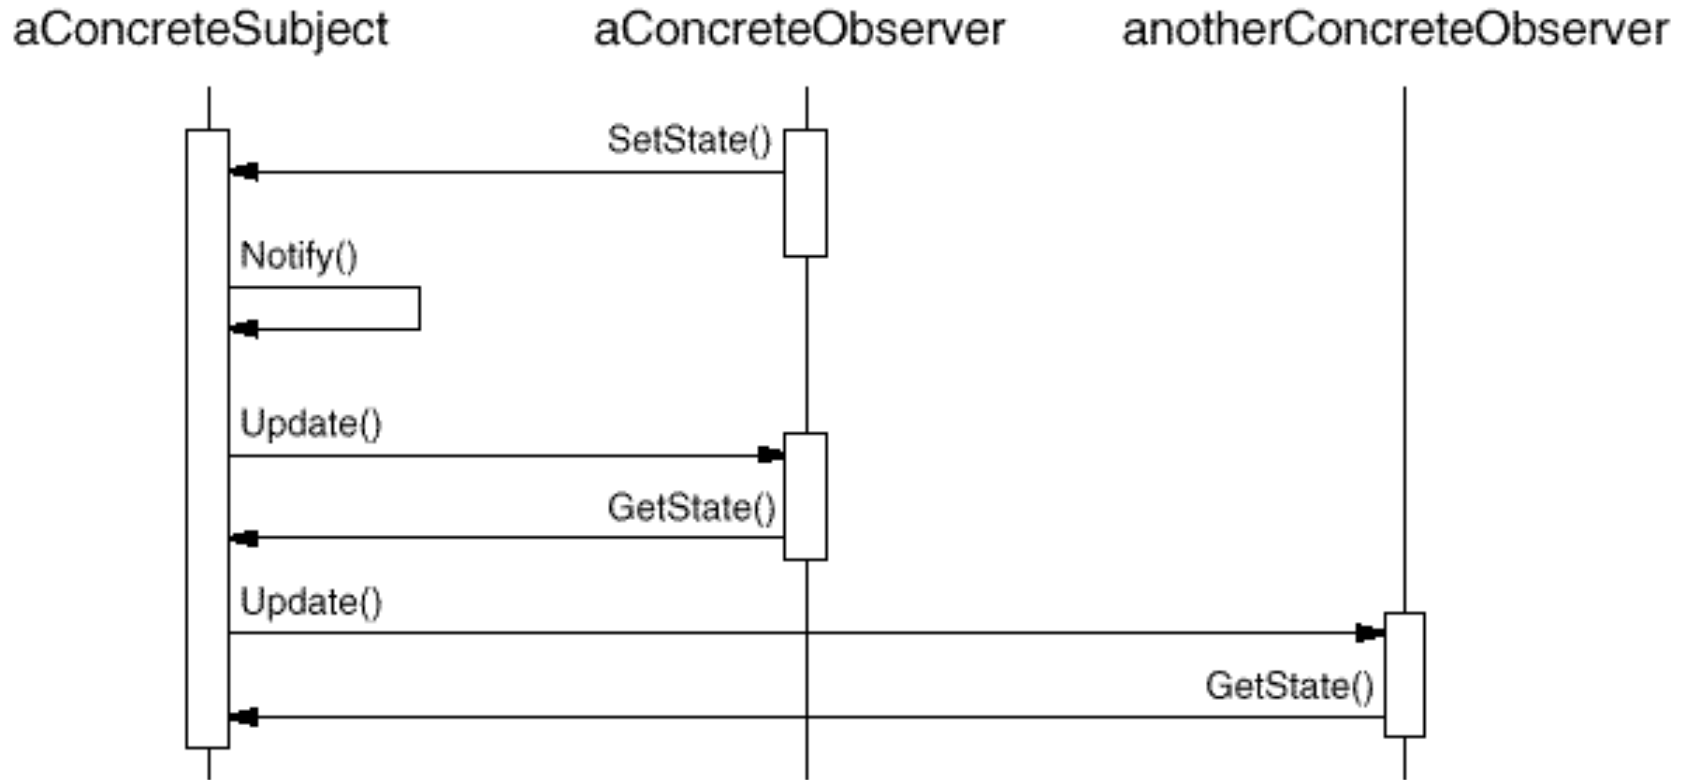 aConcreteSubject aConcreteObserver anotherConcreteObserver
SetState()
Notify()
Update()
GetState()
Update()
GetState()